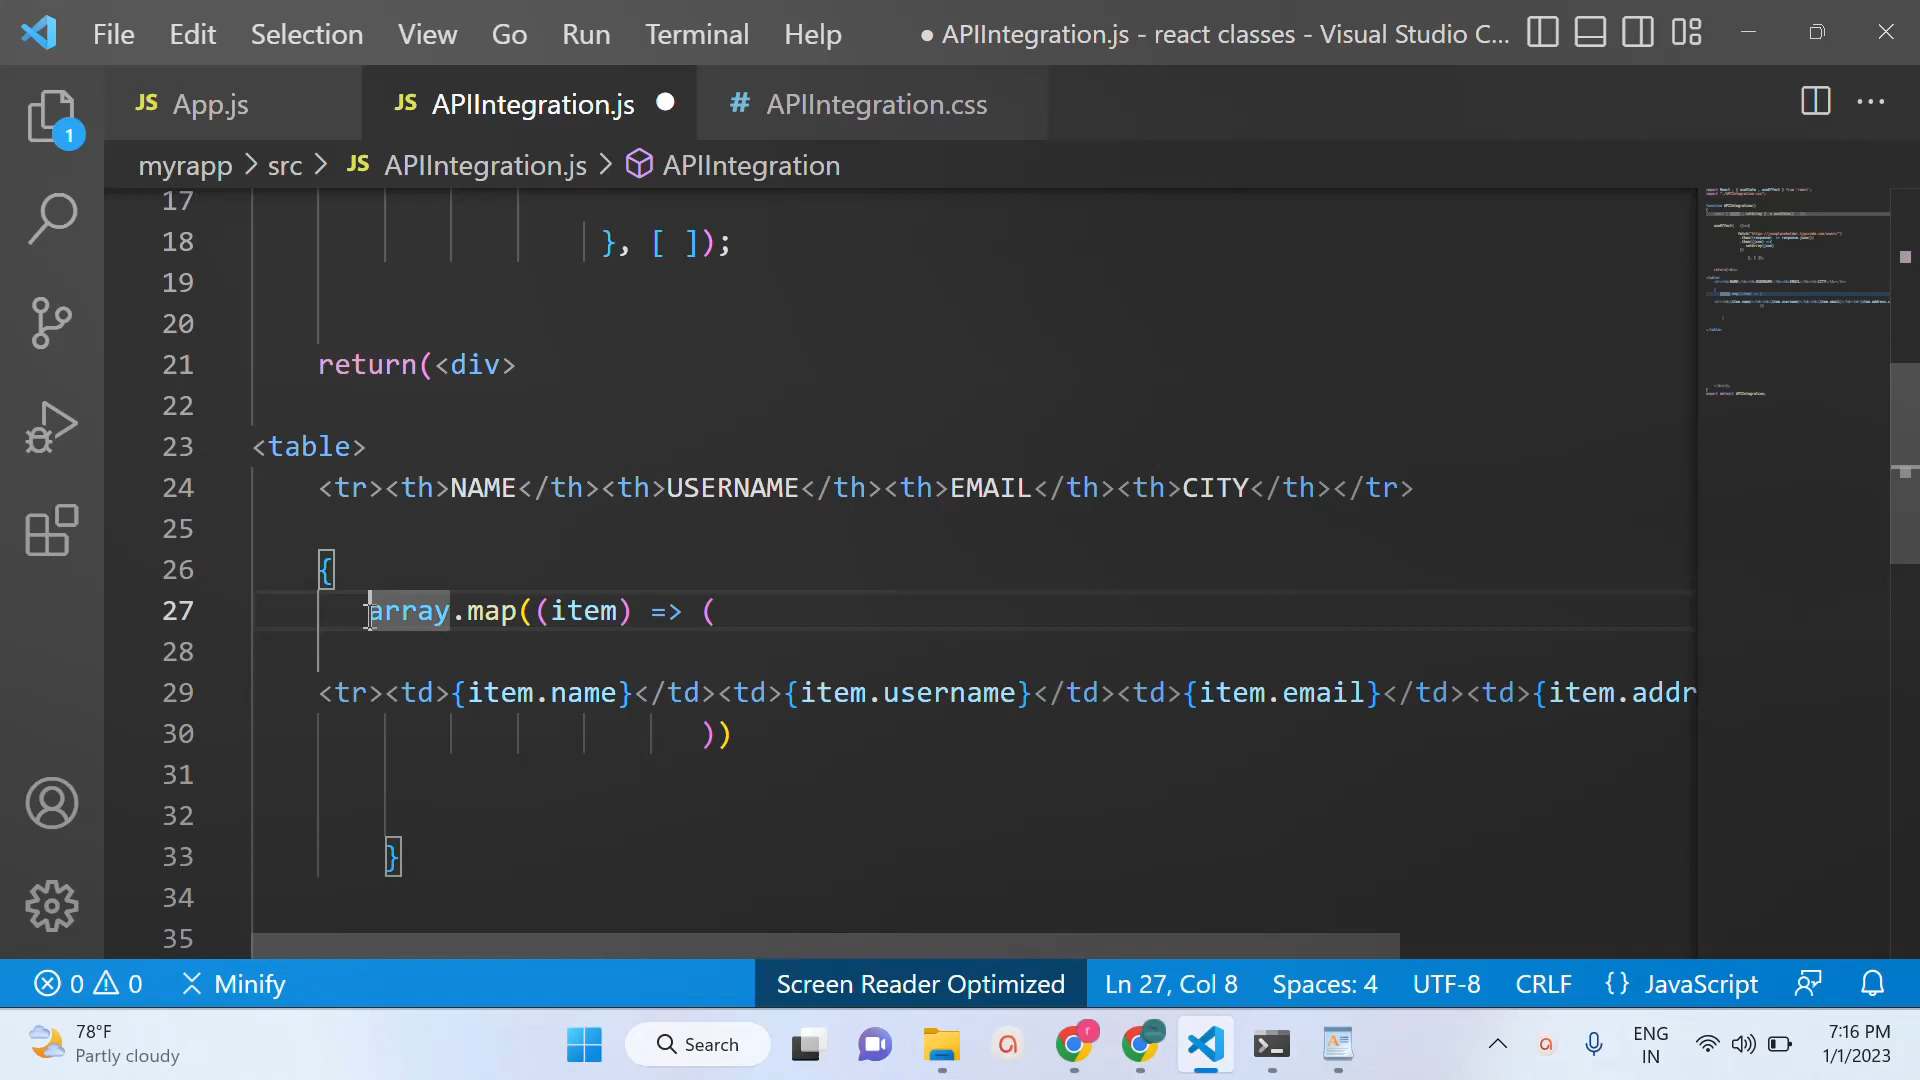 File Edit Selection View Go Run Terminal Help ● APIIntegration.js - react classes - Visual Studio C...
JS App.js JS APIIntegration.js # APIIntegration.css
1
myrapp > src > JS APIIntegration.js > APIIntegration
17
18 }, [ ]);
19
20
21 return(<div>
22
23 <table>
24 <tr><th>NAME</th><th>USERNAME</th><th>EMAIL</th><th>CITY</th></tr>
25
26 {
27 array.map((item) => (
28
29 <tr><td>{item.name}</td><td>{item.username}</td><td>{item.email}</td><td>{item.addr
30 ))
31
32
33 }
34
35
0 0 Minify Screen Reader Optimized Ln 27, Col 8 Spaces: 4 UTF-8 CRLF {} JavaScript
78°F
Partly cloudy
Search
ENG
IN
7:16 PM
1/1/2023